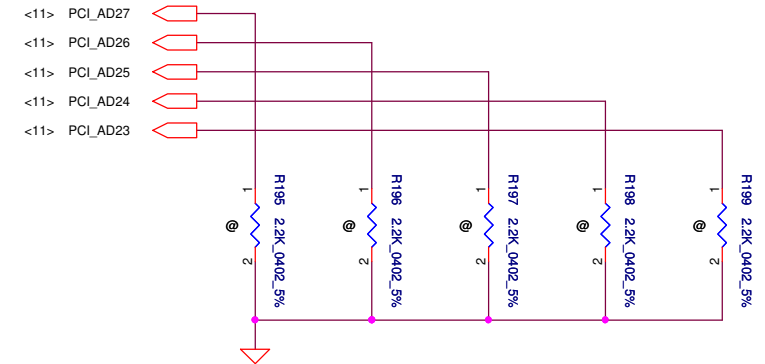 <11> PCI_AD27
<11> PCI_AD26
<11> PCI_AD25
<11> PCI_AD24
<11> PCI_AD23
1 R195 2.2K_0402_5% @ 2
1 R196 2.2K_0402_5% @ 2
1 R197 2.2K_0402_5% @ 2
1 R198 2.2K_0402_5% @ 2
1 R199 2.2K_0402_5% @ 2